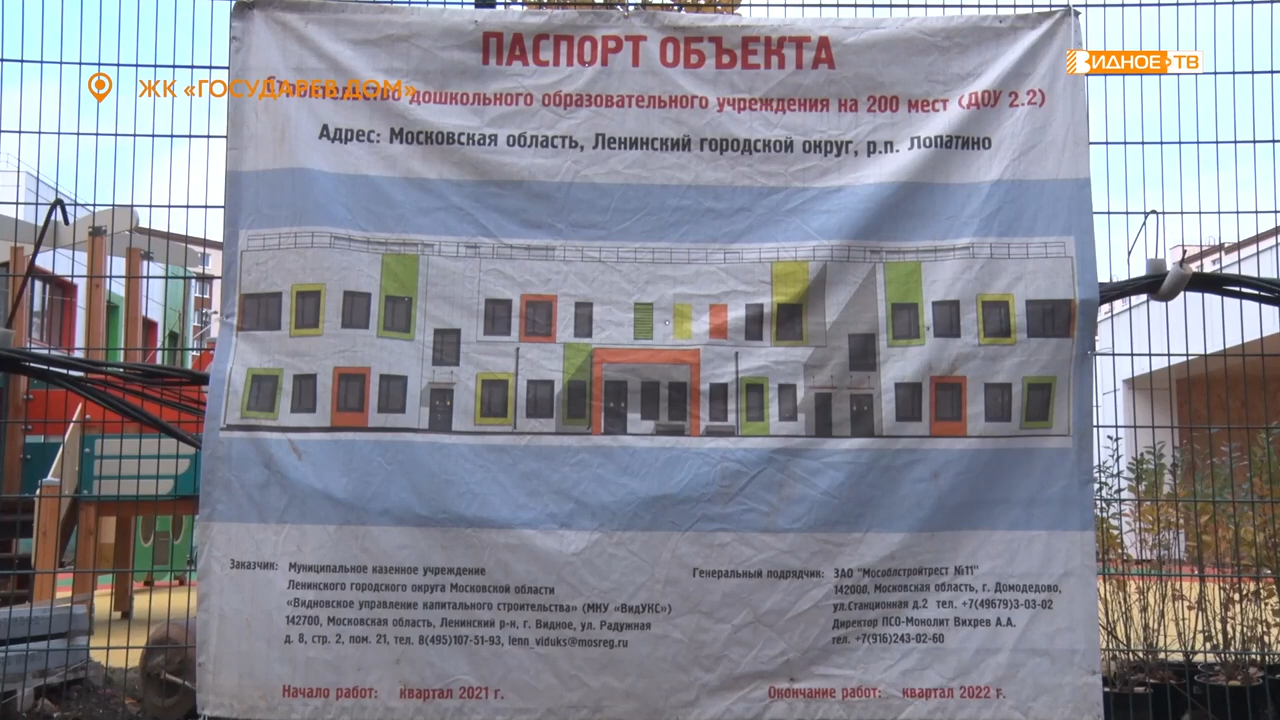 ПАСПОРТ ОБЪЕКТА
ВИДНОЕ ТВ
ЖК «ГОСУДАРЕВ ДОМ»
Строительство дошкольного образовательного учреждения на 200 мест (ДОУ 2.2)
Адрес: Московская область, Ленинский городской округ, р.п. Лопатино
Заказчик: Муниципальное казенное учреждение
Ленинского городского округа Московской области
«Видновское управление капитального строительства» (МКУ «ВидУКС»)
142700, Московская область, Ленинский р-н, г. Видное, ул. Радужная
д. 8, стр. 2, пом. 21, тел. 8(495)107-51-93, lenn_viduks@mosreg.ru
Генеральный подрядчик: ЗАО "Мособлстройтрест №11"
142000, Московская область, г. Домодедово,
ул.Станционная д.2 тел. +7(49679)3-03-02
Директор ПСО-Монолит Вихрев А.А.
тел. +7(916)243-02-60
Начало работ: квартал 2021 г.
Окончание работ: квартал 2022 г.